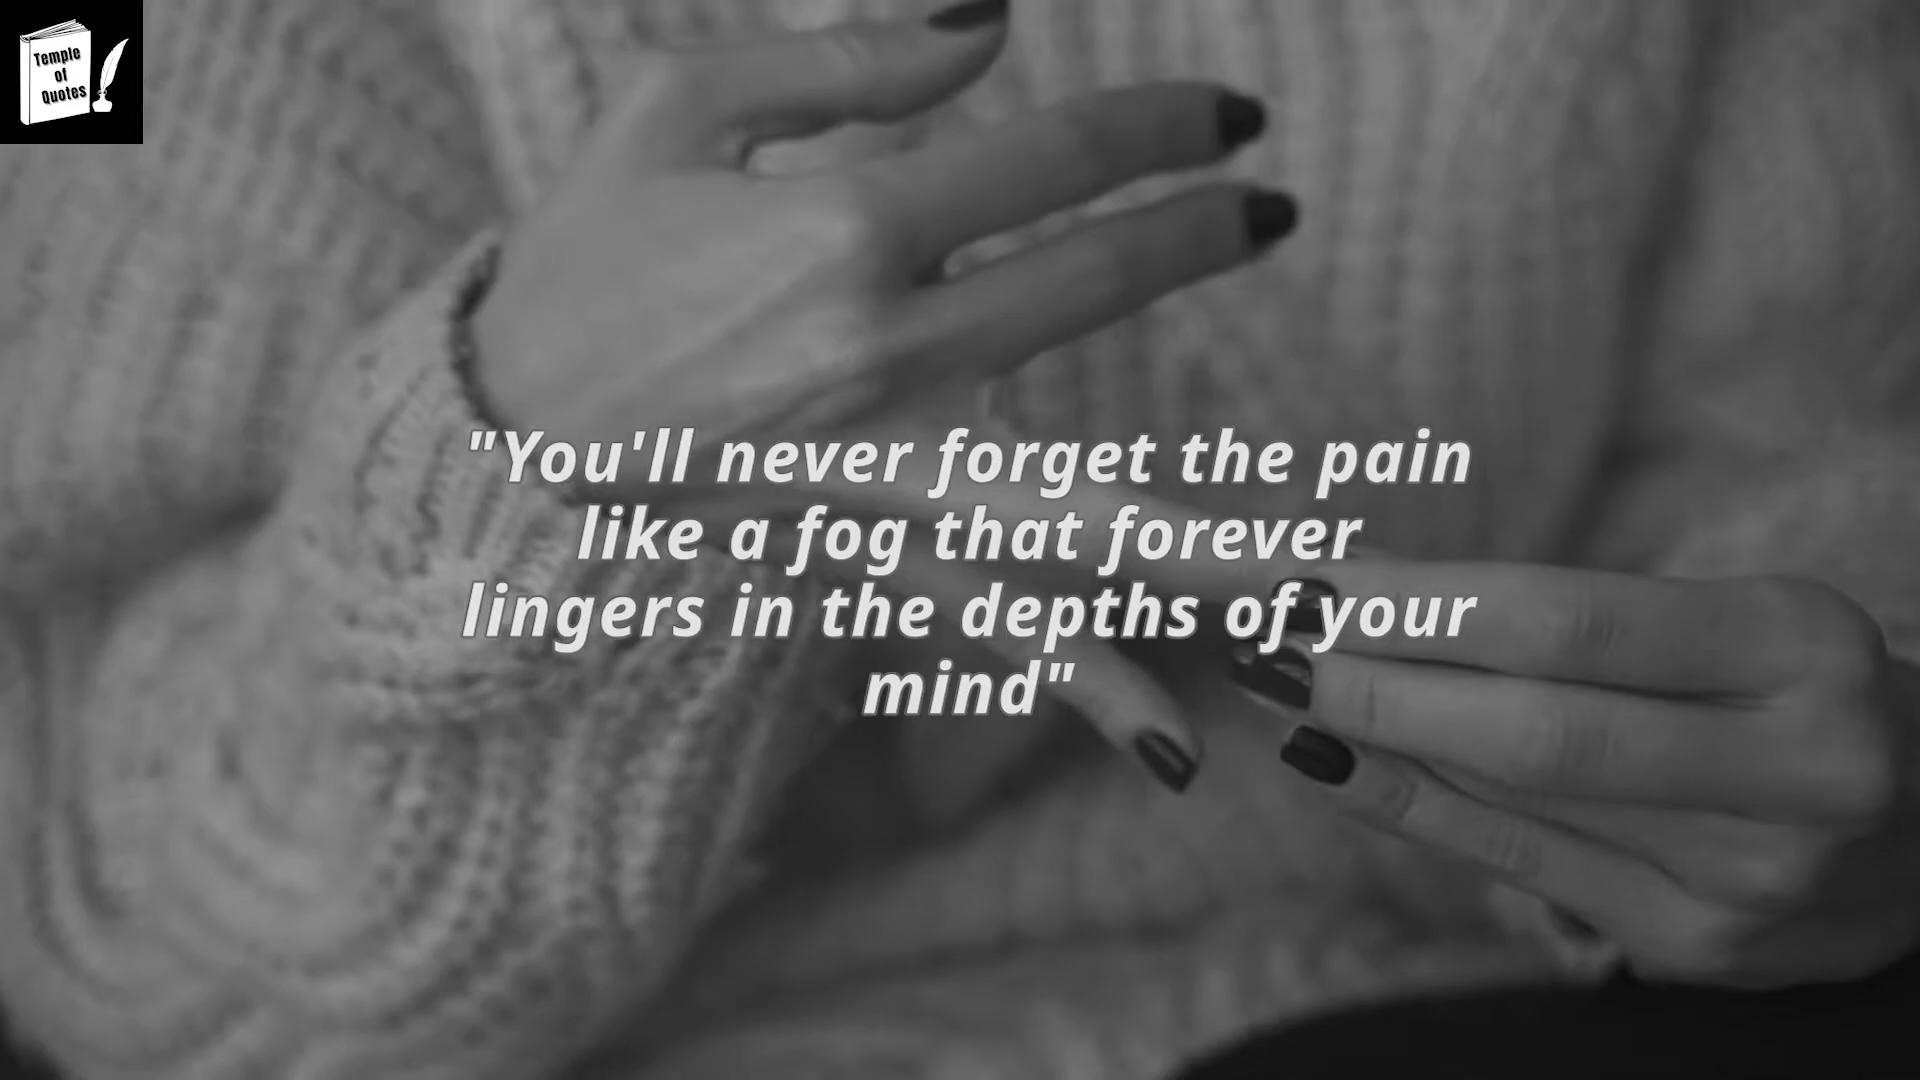 Temple
of
Quotes
"You'll never forget the pain
like a fog that forever
lingers in the depths of your
mind"